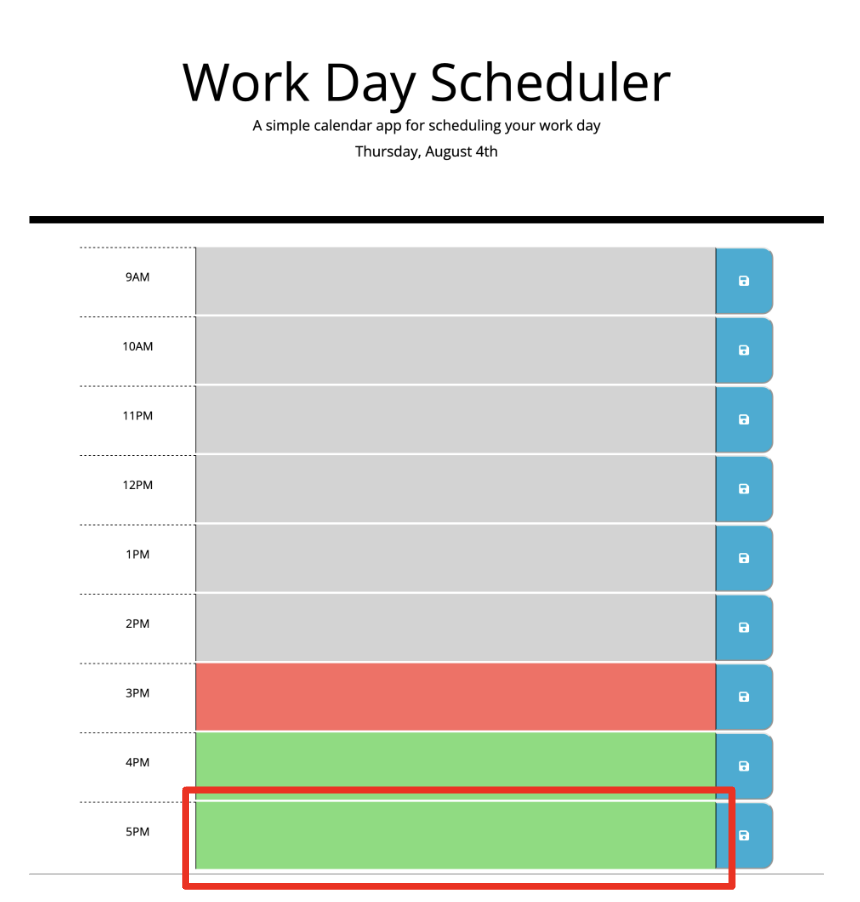 Work Day Scheduler
A simple calendar app for scheduling your work day
Thursday, August 4th
9AM
10AM
11PM
12PM
1PM
2PM
3PM
4PM
5PM